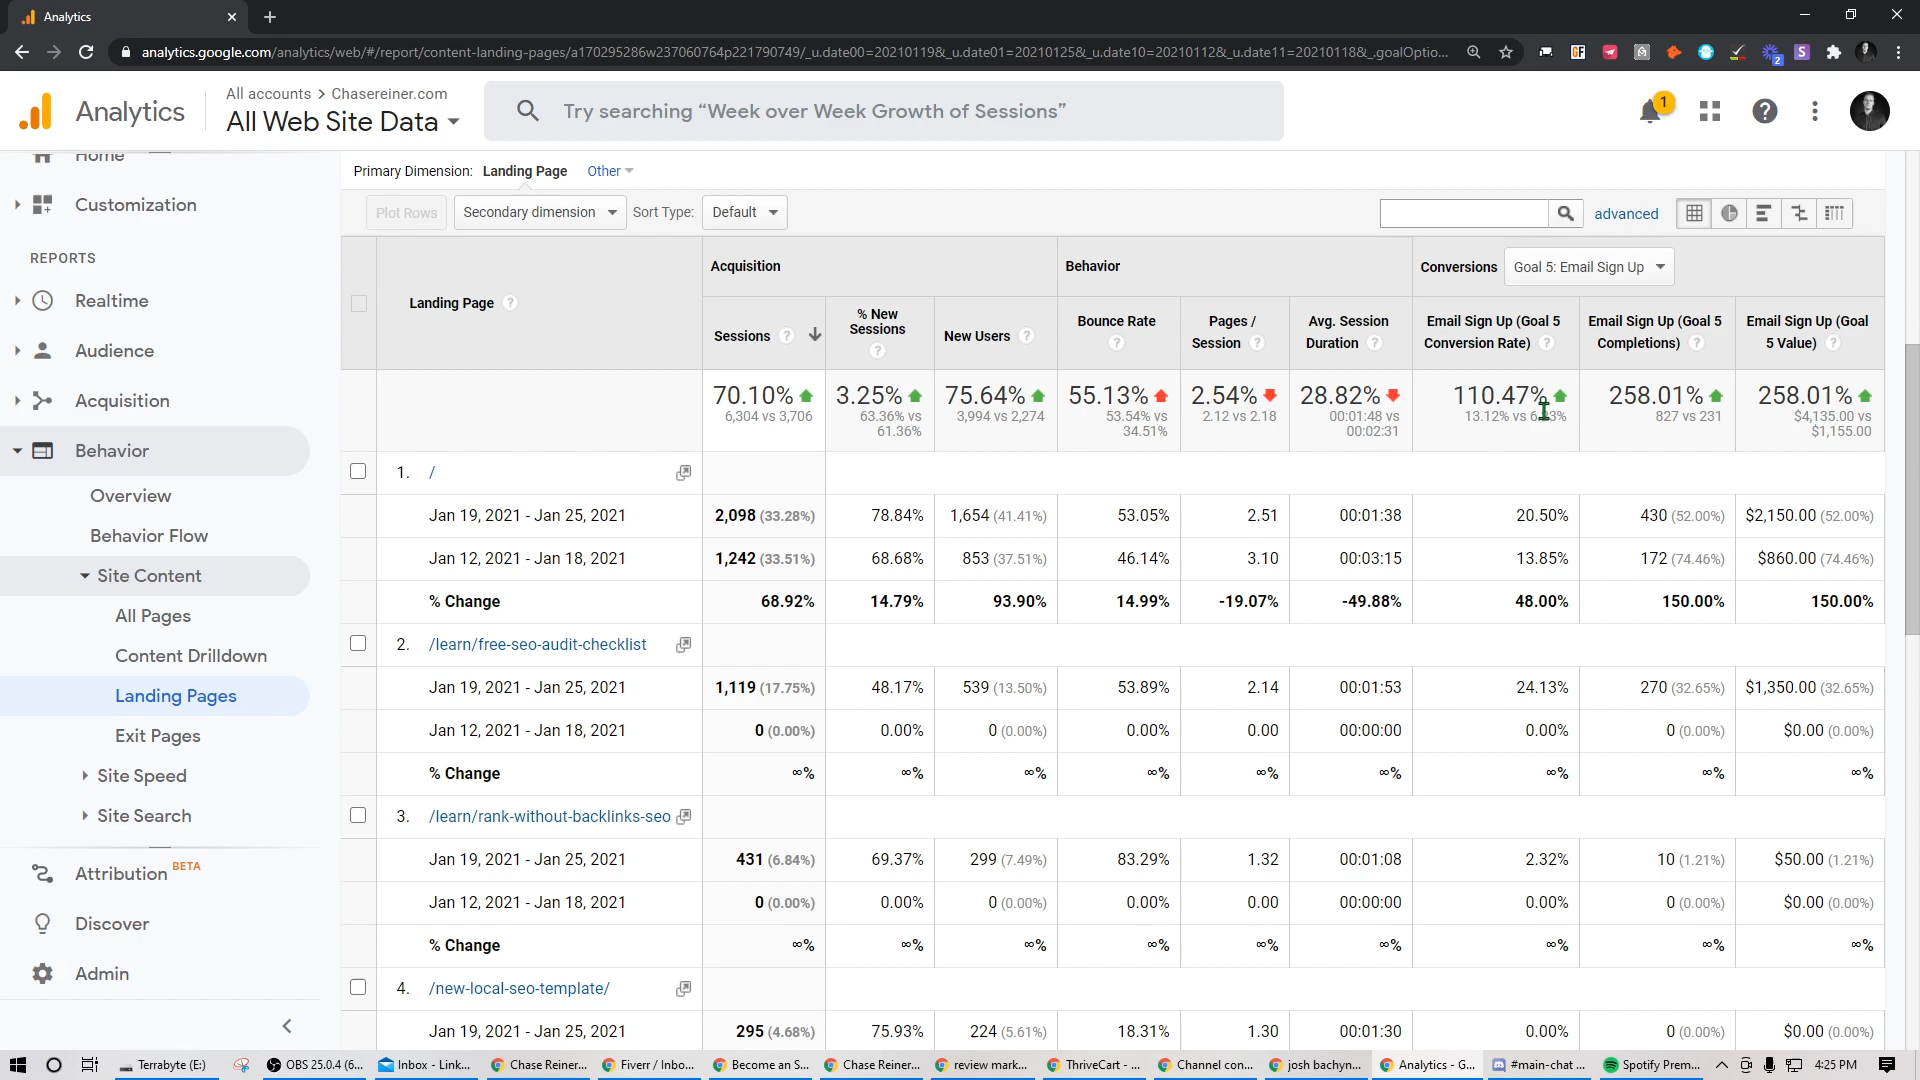 Analytics
analytics.google.com/analytics/web/#/report/content-landing-pages/a170295286w237060764p221790749/_u.date00=20210119&_u.date01=20210125&_u.date10=20210112&_u.date11=20210118&_.goalOptio...
2
Analytics
All accounts > Chasereiner.com
All Web Site Data
Try searching “Week over Week Growth of Sessions”
1
Home
Customization
REPORTS
Realtime
Audience
Acquisition
Behavior
Overview
Behavior Flow
Site Content
All Pages
Content Drilldown
Landing Pages
Exit Pages
Site Speed
Site Search
Attribution BETA
Discover
Admin
Primary Dimension: Landing Page Other
Plot Rows Secondary dimension Sort Type: Default advanced
Landing Page ? Acquisition Behavior Conversions Goal 5: Email Sign Up
Sessions ? % New Sessions ? New Users ? Bounce Rate ? Pages / Session ? Avg. Session Duration ? Email Sign Up (Goal 5 Conversion Rate) ? Email Sign Up (Goal 5 Completions) ? Email Sign Up (Goal 5 Value) ?
70.10% 3.25% 75.64% 55.13% 2.54% 28.82% 110.47% 258.01% 258.01%
6,304 vs 3,706 63.36% vs 61.36% 3,994 vs 2,274 53.54% vs 34.51% 2.12 vs 2.18 00:01:48 vs 00:02:31 13.12% vs 827 vs 231 $4,135.00 vs $1,155.00
1. /
Jan 19, 2021 - Jan 25, 2021 2,098 (33.28%) 78.84% 1,654 (41.41%) 53.05% 2.51 00:01:38 20.50% 430 (52.00%) $2,150.00 (52.00%)
Jan 12, 2021 - Jan 18, 2021 1,242 (33.51%) 68.68% 853 (37.51%) 46.14% 3.10 00:03:15 13.85% 172 (74.46%) $860.00 (74.46%)
% Change 68.92% 14.79% 93.90% 14.99% -19.07% -49.88% 48.00% 150.00% 150.00%
2. /learn/free-seo-audit-checklist
Jan 19, 2021 - Jan 25, 2021 1,119 (17.75%) 48.17% 539 (13.50%) 53.89% 2.14 00:01:53 24.13% 270 (32.65%) $1,350.00 (32.65%)
Jan 12, 2021 - Jan 18, 2021 0 (0.00%) 0.00% 0 (0.00%) 0.00% 0.00 00:00:00 0.00% 0 (0.00%) $0.00 (0.00%)
% Change ∞% ∞% ∞% ∞% ∞% ∞% ∞% ∞% ∞%
3. /learn/rank-without-backlinks-seo
Jan 19, 2021 - Jan 25, 2021 431 (6.84%) 69.37% 299 (7.49%) 83.29% 1.32 00:01:08 2.32% 10 (1.21%) $50.00 (1.21%)
Jan 12, 2021 - Jan 18, 2021 0 (0.00%) 0.00% 0 (0.00%) 0.00% 0.00 00:00:00 0.00% 0 (0.00%) $0.00 (0.00%)
% Change ∞% ∞% ∞% ∞% ∞% ∞% ∞% ∞% ∞%
4. /new-local-seo-template/
Jan 19, 2021 - Jan 25, 2021 295 (4.68%) 75.93% 224 (5.61%) 18.31% 1.30 00:01:30 0.00% 0 (0.00%) $0.00 (0.00%)
Terrabyte (E:) OBS 25.0.4 (6... Inbox - Link... Chase Reiner... Fiverr / Inbo... Become an S... Chase Reiner... review mark... ThriveCart - ... Channel con... josh bachyn... Analytics - G... #main-chat ... Spotify Prem... 4:25 PM